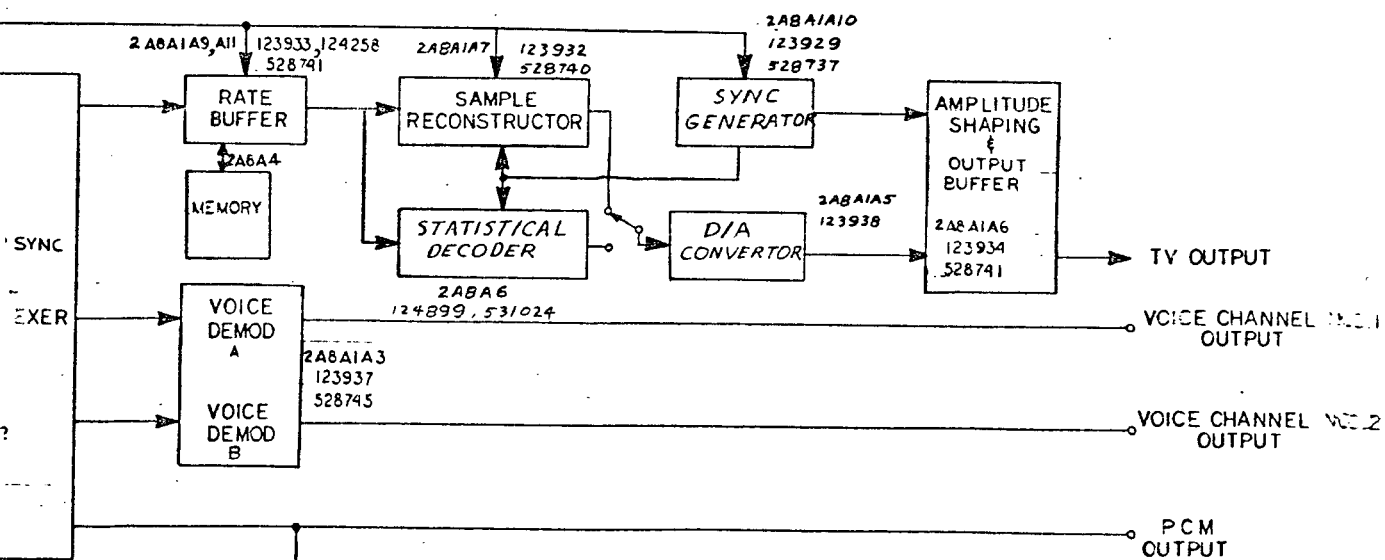 2A8A1A9,A11
123933,124258
528741
2A8A1A7
123932
528740
2A8A1A10
123929
528737
RATE
BUFFER
SAMPLE
RECONSTRUCTOR
SYNC
GENERATOR
AMPLITUDE
SHAPING
&
OUTPUT
BUFFER
2A8A4
MEMORY
STATISTICAL
DECODER
2A8A6
124899, 531024
D/A
CONVERTOR
2A8A1A5
123938
2A8A1A6
123934
528741
TV OUTPUT
SYNC
EXER
VOICE
DEMOD
A
VOICE
DEMOD
B
2A8A1A3
123937
528745
VOICE CHANNEL
OUTPUT
VOICE CHANNEL
OUTPUT
?
PCM
OUTPUT